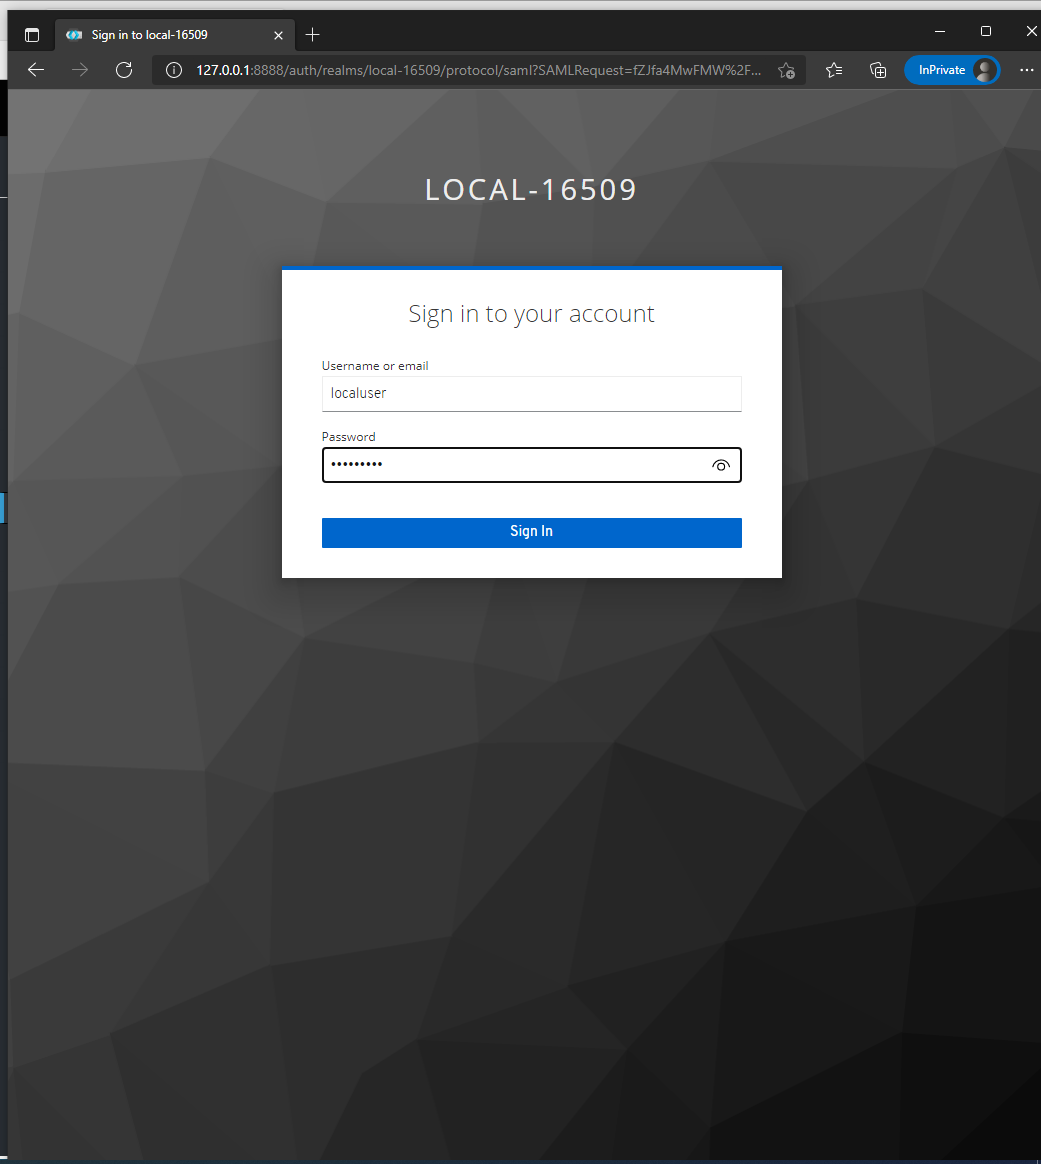 Sign in to local-16509
127.0.0.1:8888/auth/realms/local-16509/protocol/saml?SAMLRequest=fZJfa4MwFMW%2F...
InPrivate
LOCAL-16509
Sign in to your account
Username or email
localuser
Password
•••••••••
Sign In